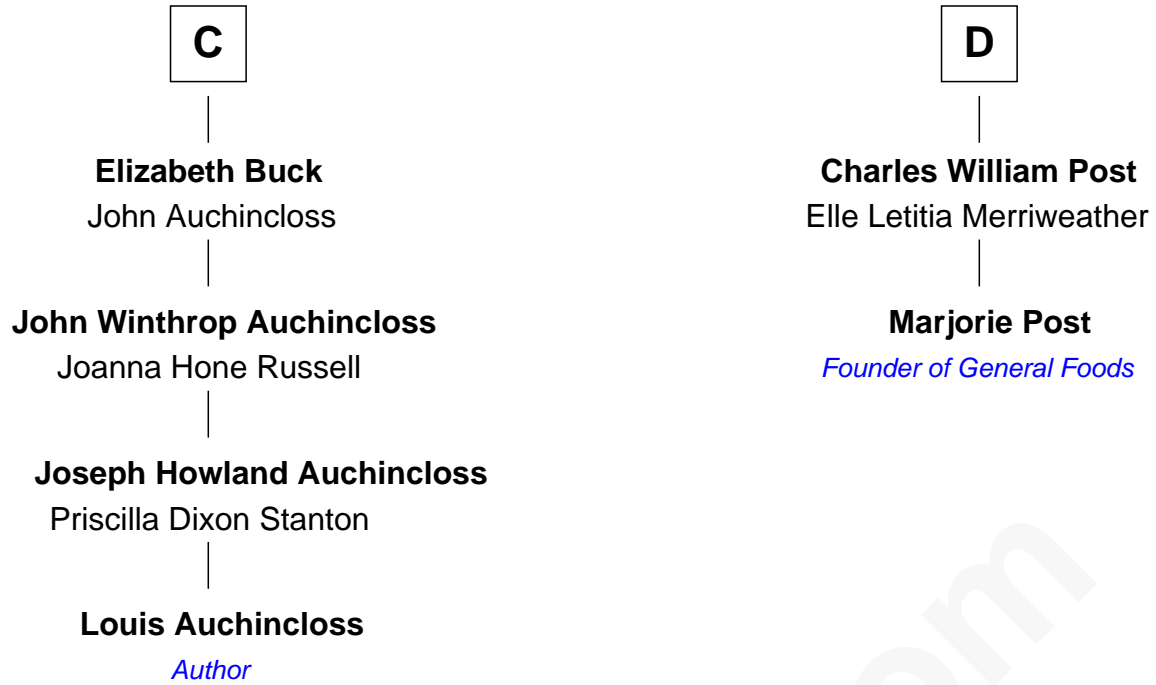 C
Elizabeth Buck
John Auchincloss
John Winthrop Auchincloss
Joanna Hone Russell
Joseph Howland Auchincloss
Priscilla Dixon Stanton
Louis Auchincloss
Author
D
Charles William Post
Elle Letitia Merriweather
Marjorie Post
Founder of General Foods
om